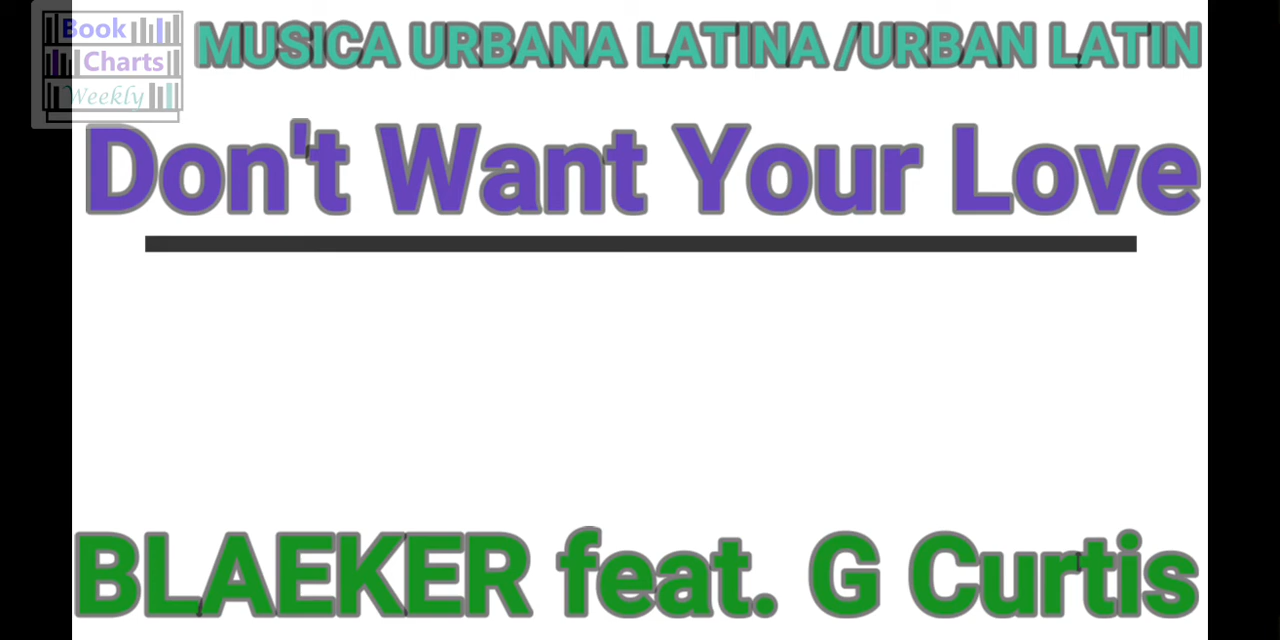 Book
Charts
Weekly
MUSICA URBANA LATINA /URBAN LATIN
Don't Want Your Love
BLAEKER feat. G Curtis